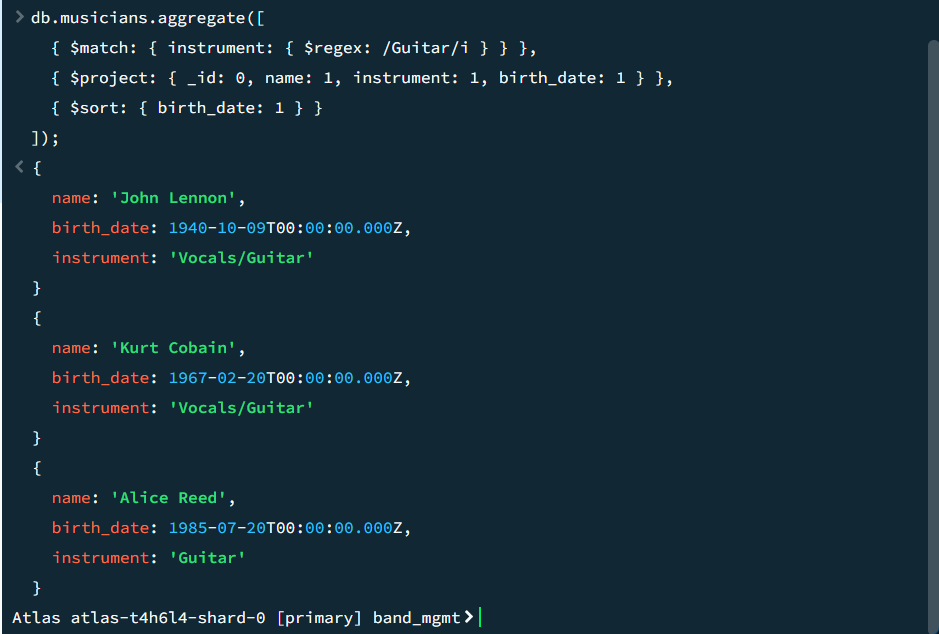 > db.musicians.aggregate([
{ $match: { instrument: { $regex: /Guitar/i } } },
{ $project: { _id: 0, name: 1, instrument: 1, birth_date: 1 } },
{ $sort: { birth_date: 1 } }
]);
< {
name: 'John Lennon',
birth_date: 1940-10-09T00:00:00.000Z,
instrument: 'Vocals/Guitar'
}
{
name: 'Kurt Cobain',
birth_date: 1967-02-20T00:00:00.000Z,
instrument: 'Vocals/Guitar'
}
{
name: 'Alice Reed',
birth_date: 1985-07-20T00:00:00.000Z,
instrument: 'Guitar'
}
Atlas atlas-t4h6l4-shard-0 [primary] band_mgmt>